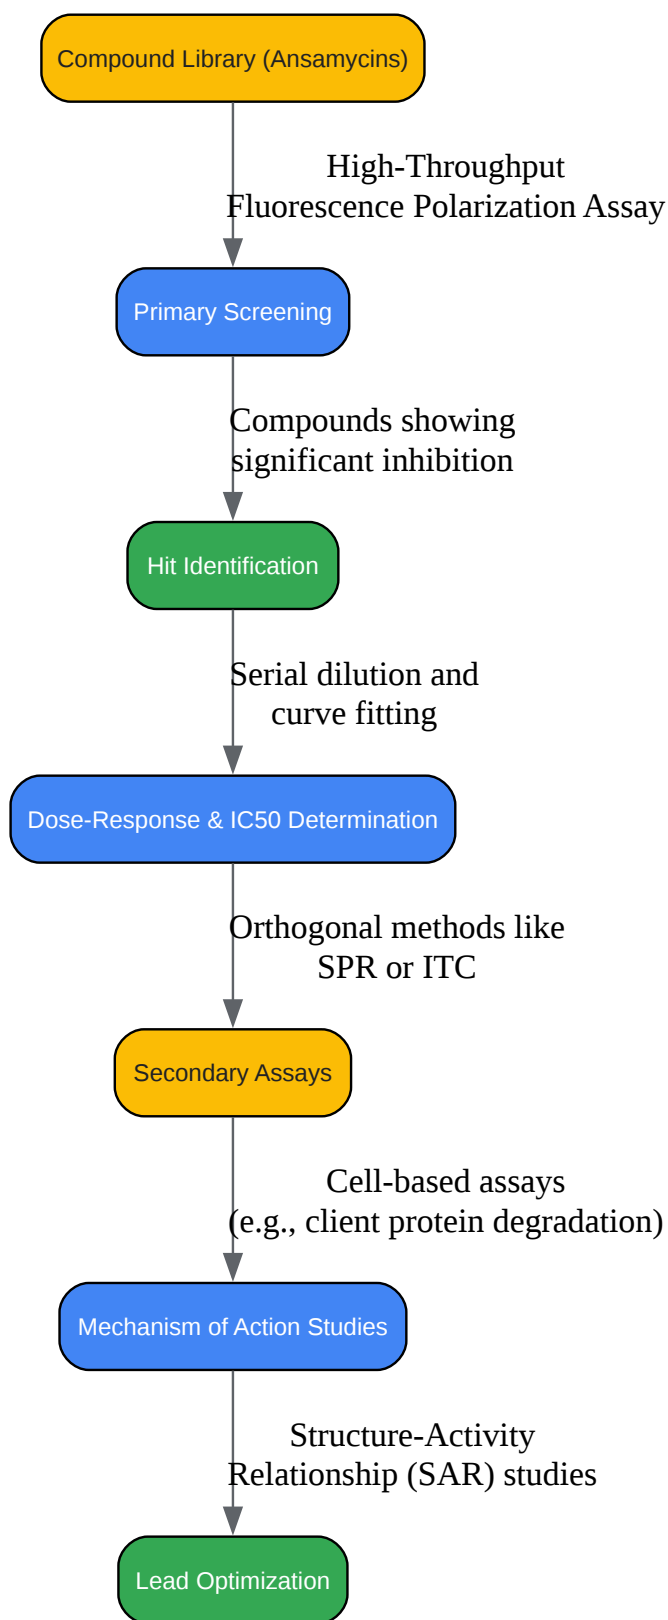 Compound Library (Ansamycins)
High-Throughput
Fluorescence Polarization Assay
Primary Screening
Compounds showing
significant inhibition
Hit Identification
Serial dilution and
curve fitting
Dose-Response & IC50 Determination
Orthogonal methods like
SPR or ITC
Secondary Assays
Cell-based assays
(e.g., client protein degradation)
Mechanism of Action Studies
Structure-Activity
Relationship (SAR) studies
Lead Optimization